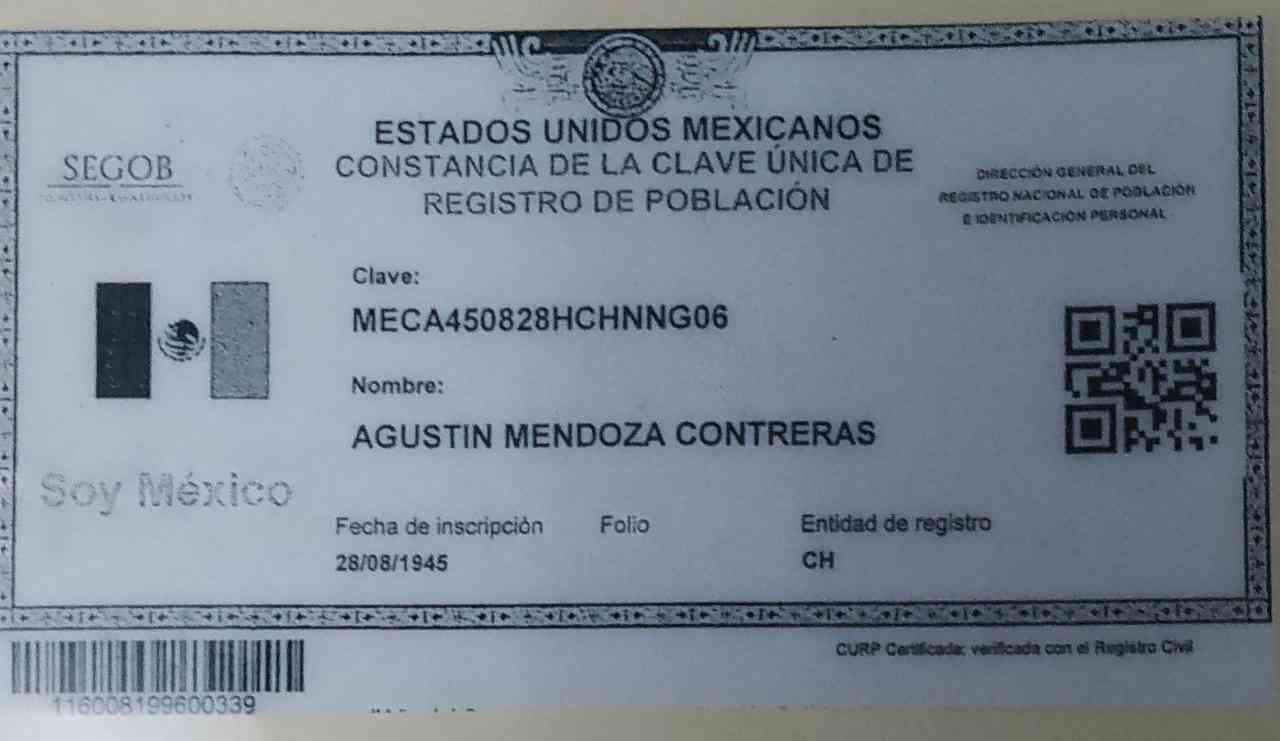 ESTADOS UNIDOS MEXICANOS
CONSTANCIA DE LA CLAVE ÚNICA DE
REGISTRO DE POBLACIÓN
SEGOB
DIRECCIÓN GENERAL DEL
REGISTRO NACIONAL DE POBLACIÓN
E IDENTIFICACIÓN PERSONAL
Clave:
MECA450828HCHNNG06
Nombre:
AGUSTIN MENDOZA CONTRERAS
Soy México
Fecha de inscripción Folio Entidad de registro
28/08/1945 CH
CURP Certificada: verificada con el Registro Civil
116008199600339